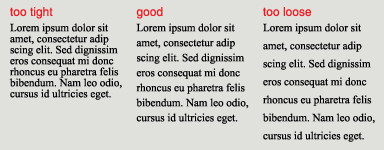 too tight
Lorem ipsum dolor sit
amet, consectetur adip
scing elit. Sed dignissim
eros consequat mi donc
rhoncus eu pharetra felis
bibendum. Nam leo odio,
cursus id ultricies eget.
good
Lorem ipsum dolor sit
amet, consectetur adip
scing elit. Sed dignissim
eros consequat mi donc
rhoncus eu pharetra felis
bibendum. Nam leo odio,
cursus id ultricies eget.
too loose
Lorem ipsum dolor sit
amet, consectetur adip
scing elit. Sed dignissim
eros consequat mi donc
rhoncus eu pharetra felis
bibendum. Nam leo odio,
cursus id ultricies eget.